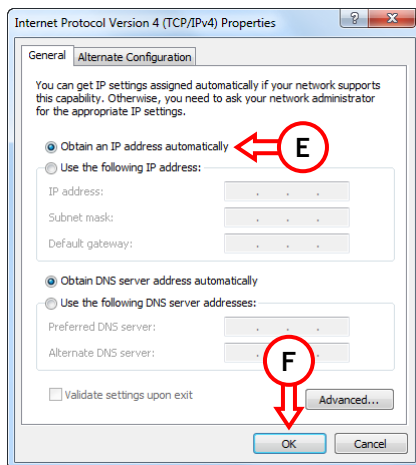 Internet Protocol Version 4 (TCP/IPv4) Properties
?
X
General
Alternate Configuration
You can get IP settings assigned automatically if your network supports
this capability. Otherwise, you need to ask your network administrator
for the appropriate IP settings.
Obtain an IP address automatically
E
Use the following IP address:
IP address:
. . .
Subnet mask:
. . .
Default gateway:
. . .
Obtain DNS server address automatically
Use the following DNS server addresses:
Preferred DNS server:
. . .
Alternate DNS server:
. . .
F
Validate settings upon exit
Advanced...
OK
Cancel